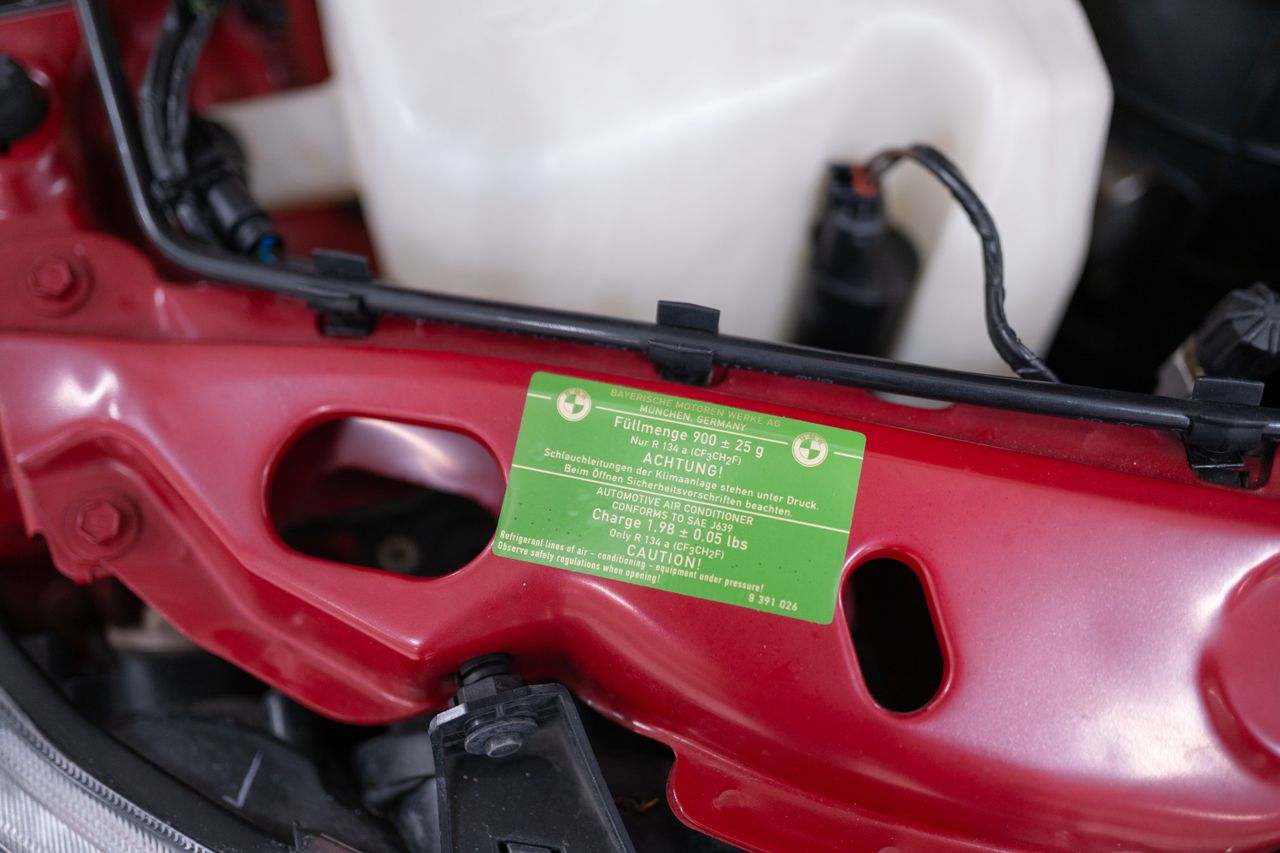 BAYERISCHE MOTOREN WERKE AG
MÜNCHEN, GERMANY
Füllmenge 900 ± 25 g
Nur R 134 a (CF3CH2F)
ACHTUNG!
Schlauchleitungen der Klimaanlage stehen unter Druck.
Beim Öffnen Sicherheitsvorschriften beachten.
AUTOMOTIVE AIR CONDITIONER
CONFORMS TO SAE J639
Charge 1.98 ± 0.05 lbs
Only R 134 a (CF3CH2F)
CAUTION!
Refrigerant lines of air - conditioning - equipment under pressure!
Observe safety regulations when opening!
8 391 026